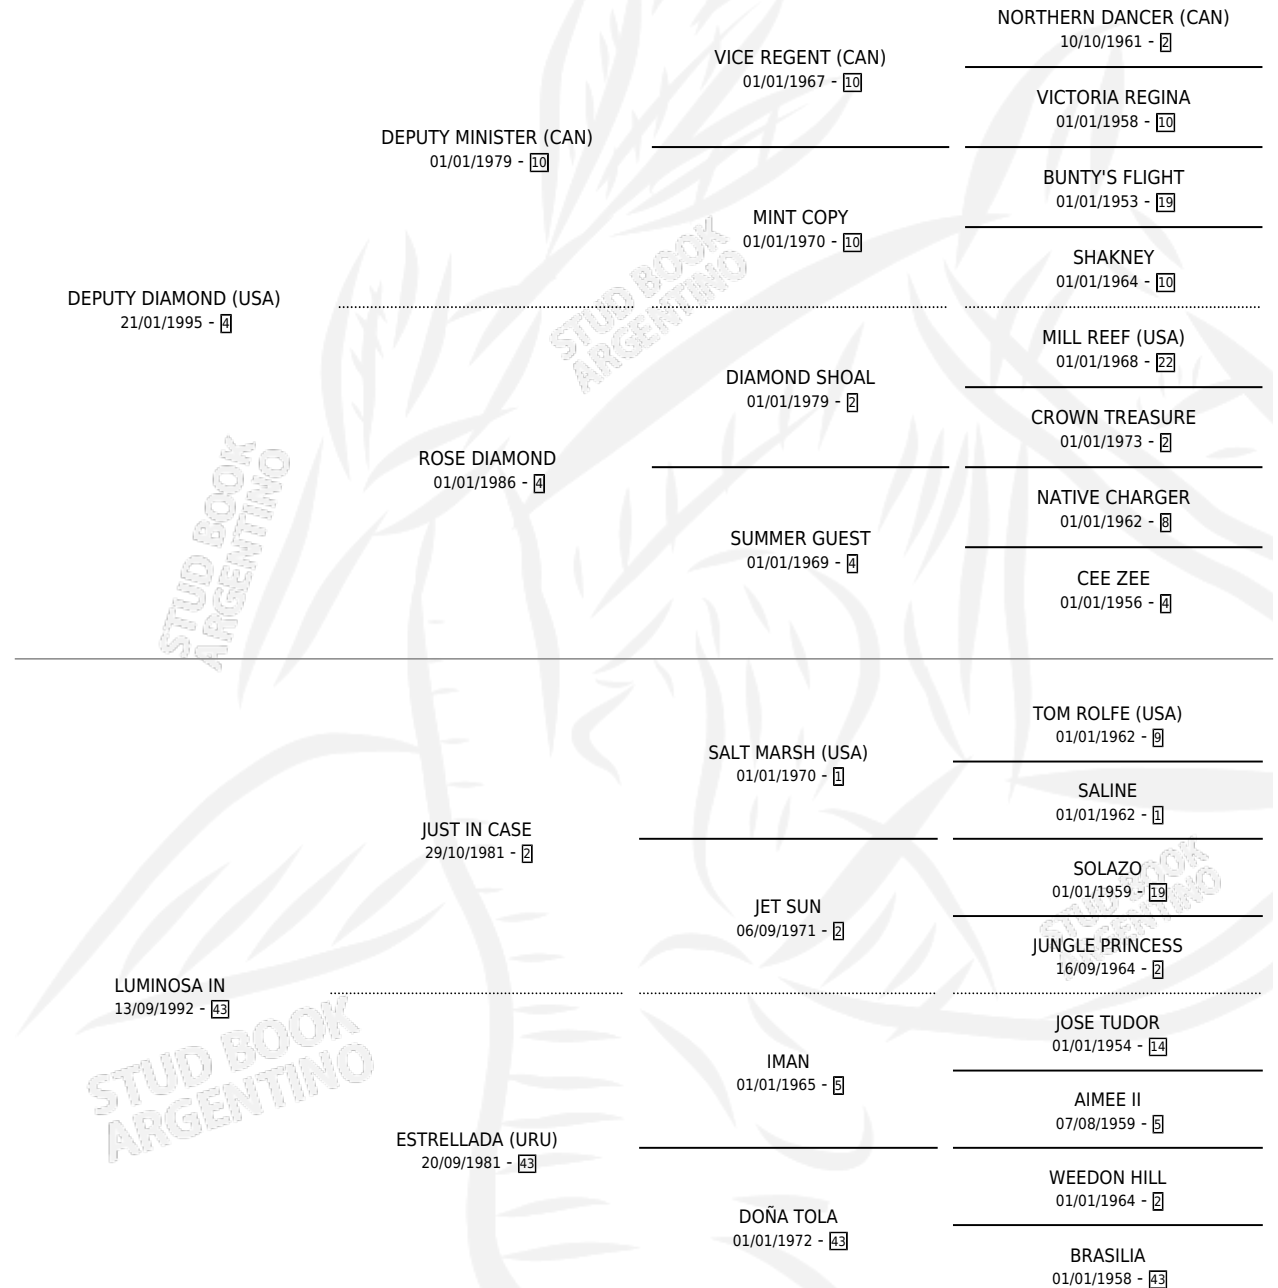 NORTHERN DANCER (CAN)
10/10/1961 - 2
VICE REGENT (CAN)
01/01/1967 - 10
VICTORIA REGINA
01/01/1958 - 10
DEPUTY MINISTER (CAN)
01/01/1979 - 10
BUNTY'S FLIGHT
01/01/1953 - 19
MINT COPY
01/01/1970 - 10
SHAKNEY
01/01/1964 - 10
DEPUTY DIAMOND (USA)
21/01/1995 - 4
STUD BOOK
ARGENTINO
MILL REEF (USA)
01/01/1968 - 22
DIAMOND SHOAL
01/01/1979 - 2
CROWN TREASURE
01/01/1973 - 2
ROSE DIAMOND
01/01/1986 - 4
NATIVE CHARGER
01/01/1962 - 8
SUMMER GUEST
01/01/1969 - 4
CEE ZEE
01/01/1956 - 4
STUD BOOK
ARGENTINO
TOM ROLFE (USA)
01/01/1962 - 9
SALT MARSH (USA)
01/01/1970 - 1
SALINE
01/01/1962 - 1
JUST IN CASE
29/10/1981 - 2
SOLAZO
01/01/1959 - 19
JET SUN
06/09/1971 - 2
JUNGLE PRINCESS
16/09/1964 - 2
STUD BOOK
ARGENTINO
LUMINOSA IN
13/09/1992 - 43
JOSE TUDOR
01/01/1954 - 14
IMAN
01/01/1965 - 5
AIMEE II
07/08/1959 - 5
STUD BOOK
ARGENTINO
ESTRELLADA (URU)
20/09/1981 - 43
WEEDON HILL
01/01/1964 - 2
DOÑA TOLA
01/01/1972 - 43
BRASILIA
01/01/1958 - 43